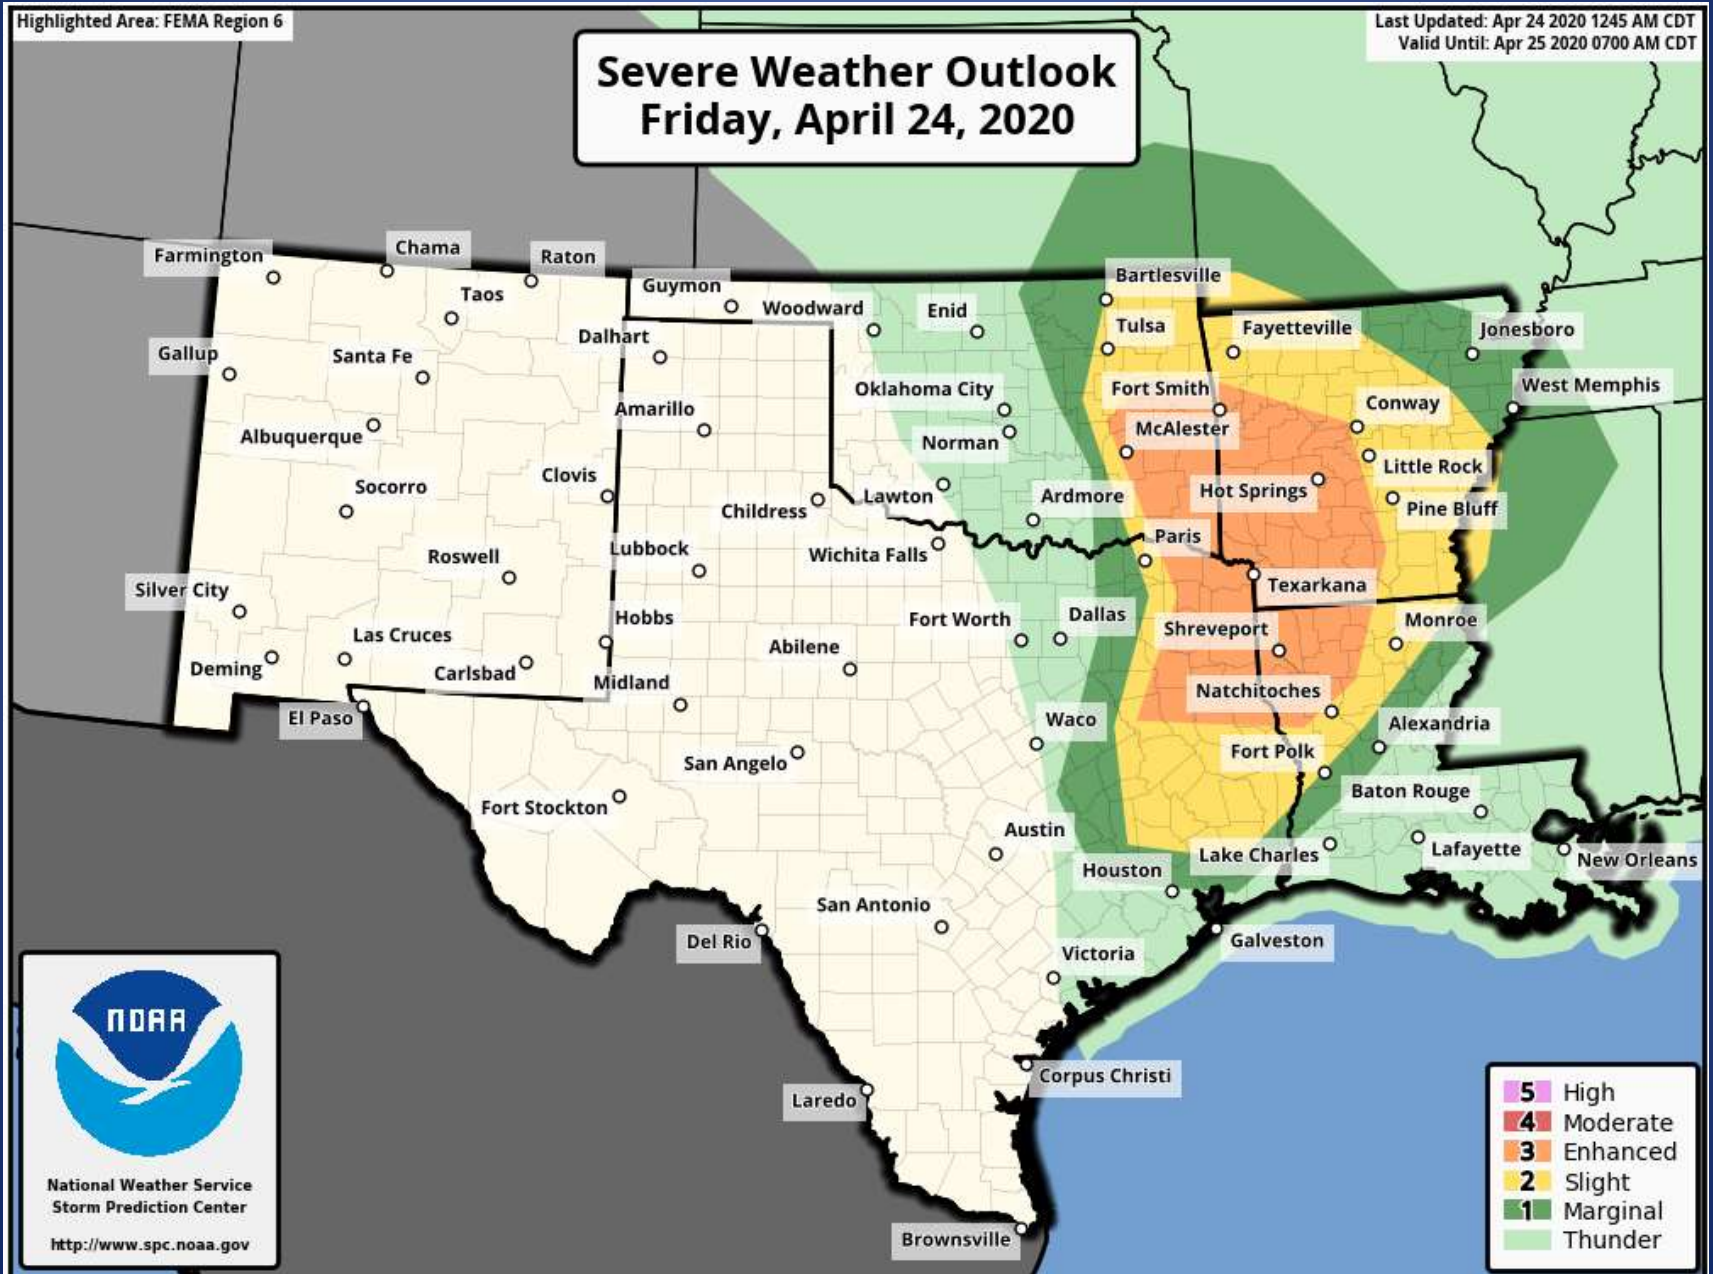 Highlighted Area: FEMA Region 6
Last Updated: Apr 24 2020 1245 AM CDT
Valid Until: Apr 25 2020 0700 AM CDT
Severe Weather Outlook
Friday, April 24, 2020
Farmington
Chama
Raton
Taos
Guymon
Woodward
Enid
Bartlesville
Tulsa
Fayetteville
Jonesboro
Gallup
Santa Fe
Dalhart
Oklahoma City
Fort Smith
West Memphis
Albuquerque
Amarillo
Norman
McAlester
Conway
Little Rock
Socorro
Clovis
Childress
Lawton
Ardmore
Hot Springs
Pine Bluff
Roswell
Lubbock
Wichita Falls
Paris
Texarkana
Silver City
Hobbs
Fort Worth
Dallas
Shreveport
Monroe
Las Cruces
Deming
Carlsbad
Midland
Abilene
Natchitoches
El Paso
San Angelo
Waco
Alexandria
Fort Polk
Fort Stockton
Baton Rouge
Austin
Lake Charles
Lafayette
New Orleans
Houston
San Antonio
Del Rio
Galveston
Victoria
Corpus Christi
Laredo
Brownsville
NOAA
National Weather Service
Storm Prediction Center
http://www.spc.noaa.gov
5 High
4 Moderate
3 Enhanced
2 Slight
1 Marginal
Thunder